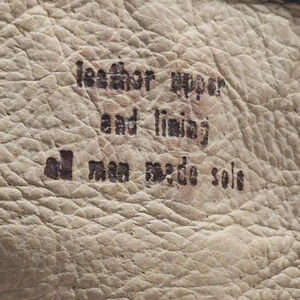 leather upper
and lining
all man made sole